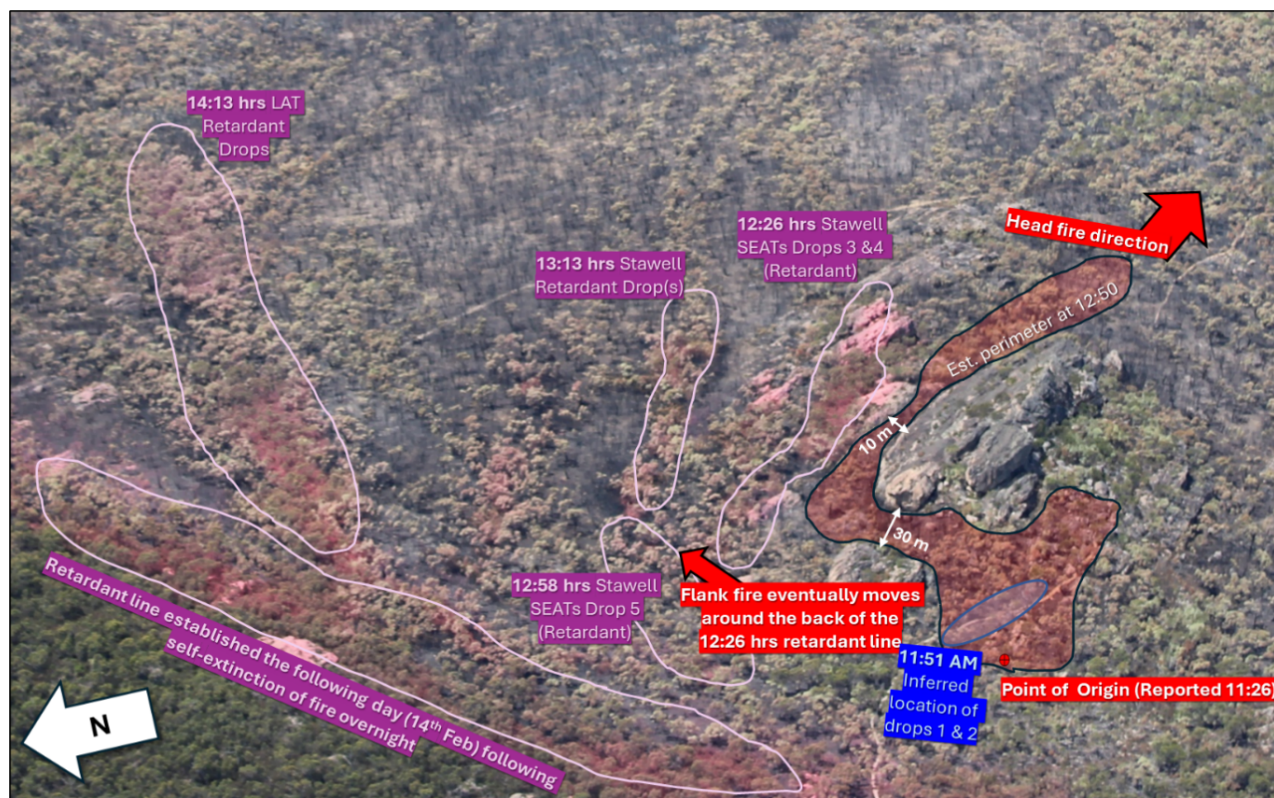 14:13 hrs LAT
Retardant
Drops
12:26 hrs Stawell
SEATs Drops 3 &4
(Retardant)
Head fire direction
13:13 hrs Stawell
Retardant Drop(s)
Est. perimeter at 12:50
10 m
30 m
12:58 hrs Stawell
SEATs Drop 5
(Retardant)
Flank fire eventually moves
around the back of the
12:26 hrs retardant line
11:51 AM
Inferred
location of
drops 1 & 2
Point of Origin (Reported 11:26)
Retardant line established the following day (14th Feb) following
self-extinction of fire overnight
N